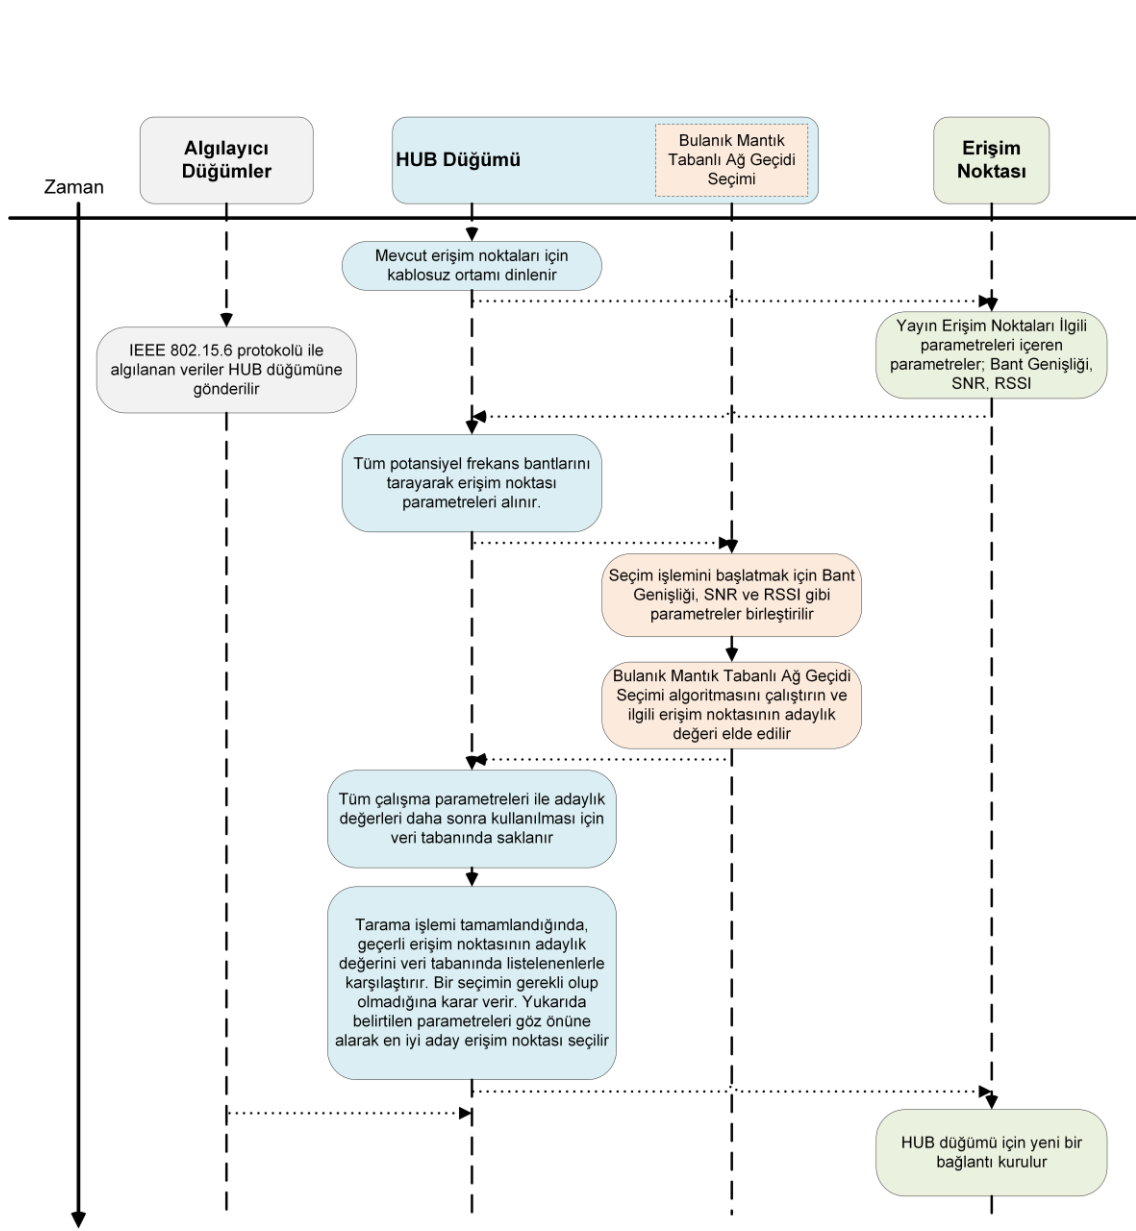 Zaman
Algılayıcı
Düğümler
HUB Düğümü
Bulanık Mantık
Tabanlı Ağ Geçidi
Seçimi
Erişim
Noktası
Mevcut erişim noktaları için
kablosuz ortamı dinlenir
IEEE 802.15.6 protokolü ile
algılanan veriler HUB düğümüne
gönderilir
Yayın Erişim Noktaları İlgili
parametreleri içeren
parametreler; Bant Genişliği,
SNR, RSSI
Tüm potansiyel frekans bantlarını
tarayarak erişim noktası
parametreleri alınır.
Seçim işlemini başlatmak için Bant
Genişliği, SNR ve RSSI gibi
parametreler birleştirilir
Bulanık Mantık Tabanlı Ağ Geçidi
Seçimi algoritmasını çalıştırın ve
ilgili erişim noktasının adaylık
değeri elde edilir
Tüm çalışma parametreleri ile adaylık
değerleri daha sonra kullanılması için
veri tabanında saklanır
Tarama işlemi tamamlandığında,
geçerli erişim noktasının adaylık
değerini veri tabanında listelenenlerle
karşılaştırır. Bir seçimin gerekli olup
olmadığına karar verir. Yukarıda
belirtilen parametreleri göz önüne
alarak en iyi aday erişim noktası seçilir
HUB düğümü için yeni bir
bağlantı kurulur